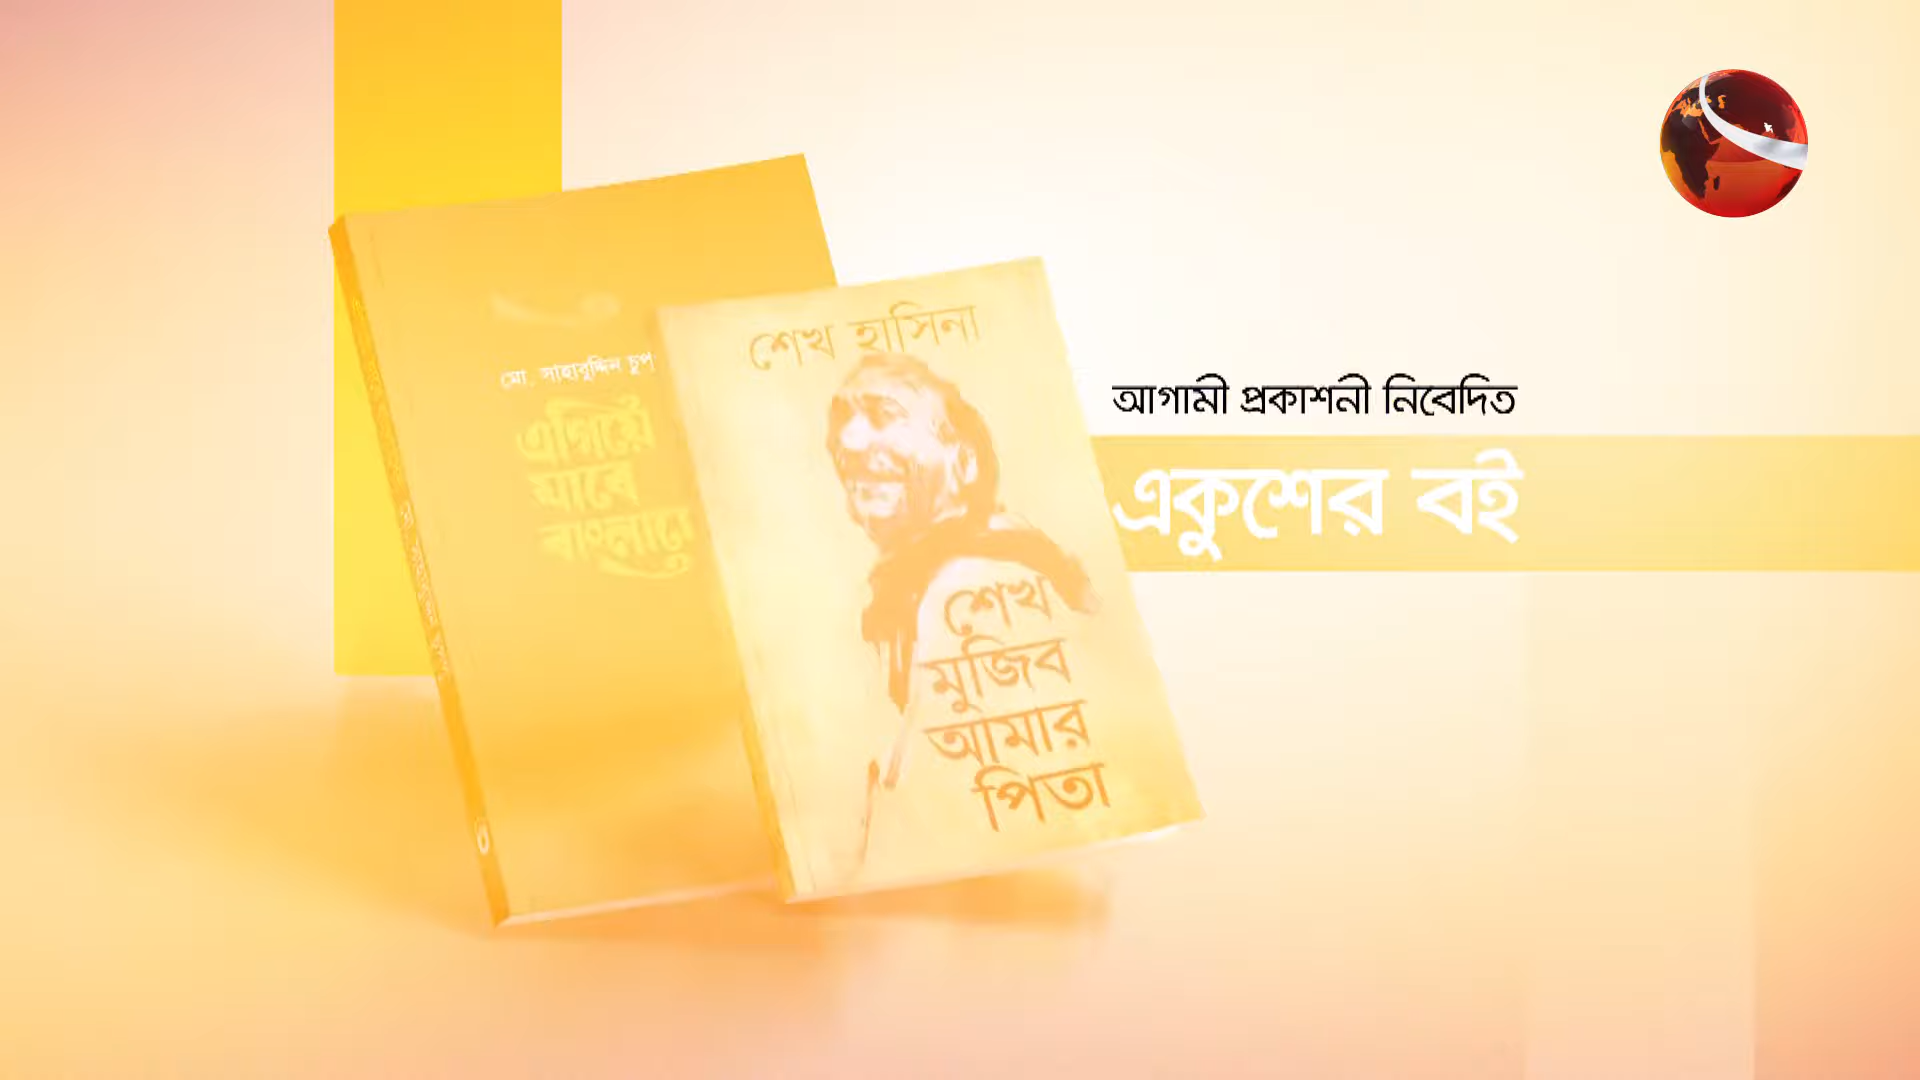 মো. সাহাবুদ্দিন চুপ
এগিয়ে
যাবে
বাংলাদে
শেখ হাসিনা
শেখ
মুজিব
আমার
পিতা
আগামী প্রকাশনী নিবেদিত
একুশের বই